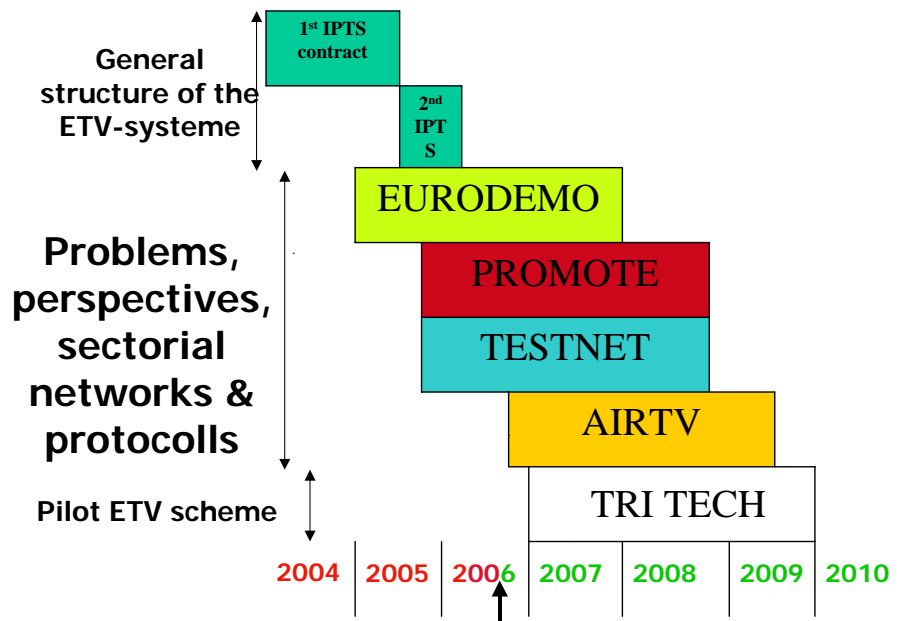 1st IPTS
contract
General
structure of the
ETV-systeme
2nd
IPT
S
EURODEMO
Problems,
perspectives,
sectorial
networks &
protocolls
PROMOTE
TESTNET
AIRTV
Pilot ETV scheme
TRI TECH
2004 2005 2006 2007 2008 2009 2010